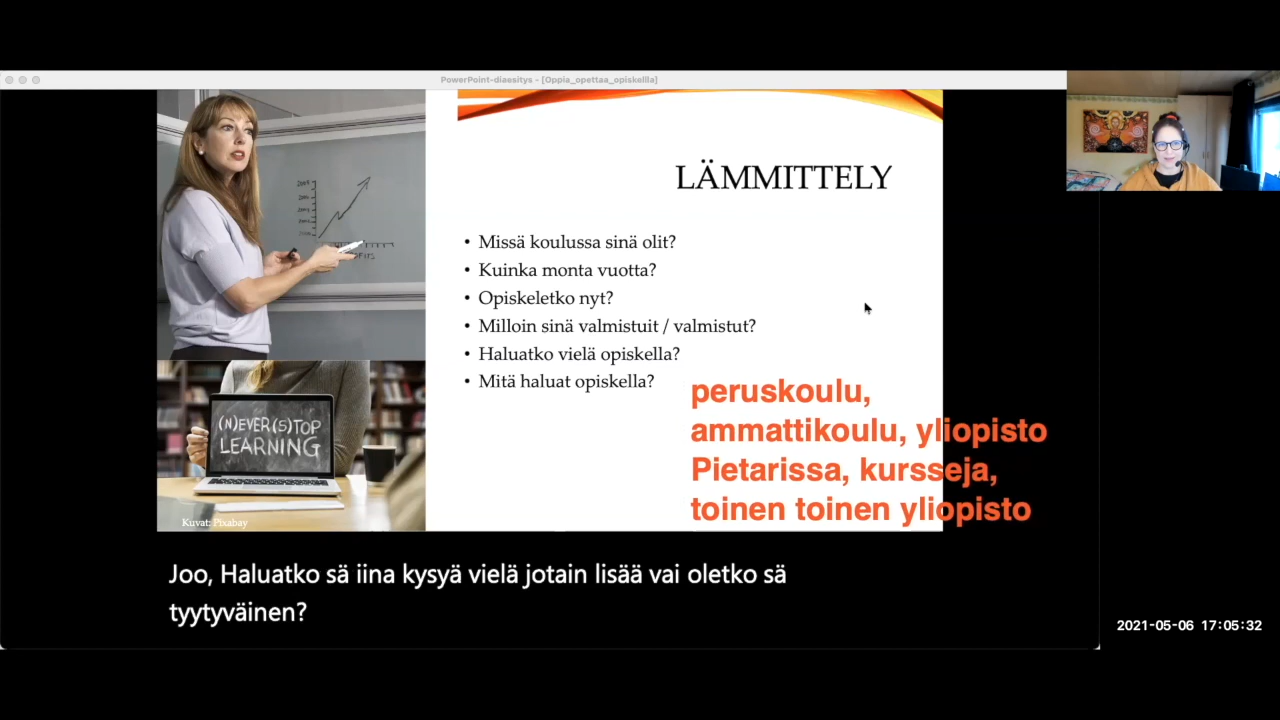 PowerPoint-diaesitys - [Oppia_opettaa_opiskella]
LÄMMITTELY
• Missä koulussa sinä olit?
• Kuinka monta vuotta?
• Opiskeletko nyt?
• Milloin sinä valmistuit / valmistut?
• Haluatko vielä opiskella?
• Mitä haluat opiskella?
peruskoulu,
ammattikoulu, yliopisto
Pietarissa, kursseja,
toinen toinen yliopisto
(N)EVER (S)TOP
LEARNING
Kuvat: Pixabay
Joo, Haluatko sä iina kysyä vielä jotain lisää vai oletko sä
tyytyväinen?
2021-05-06 17:05:32